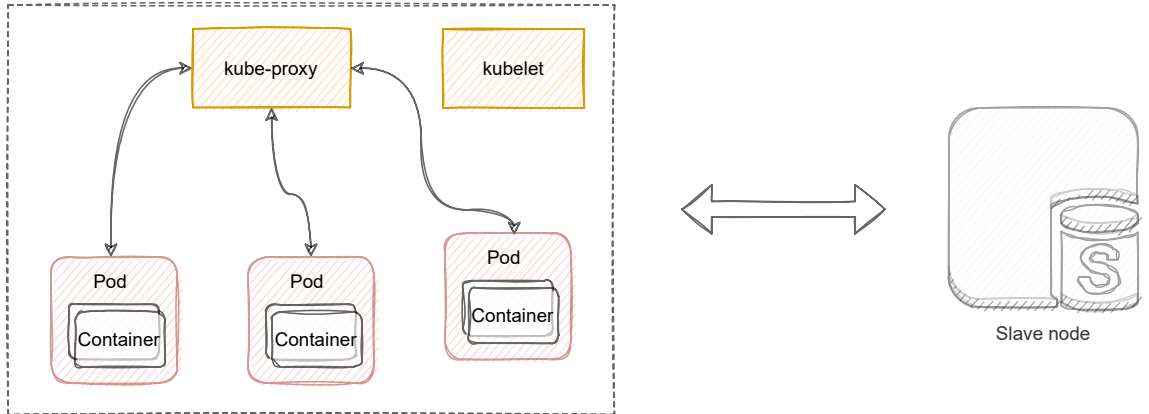 kube-proxy
kubelet
Pod
Container
Pod
Container
Pod
Container
S
Slave node